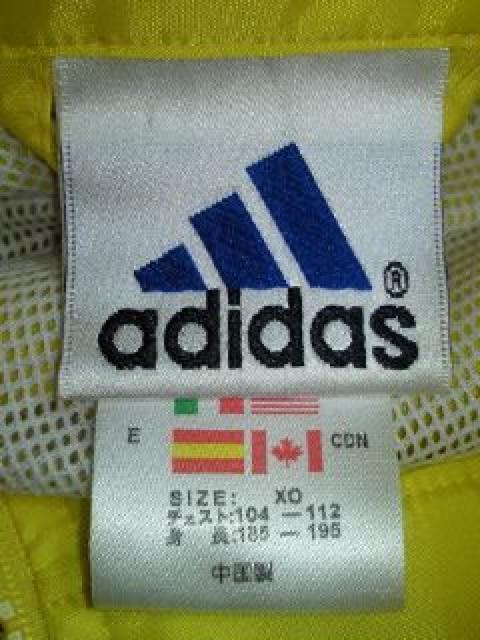 adidas®
E CDN
SIZE: XO
チェスト:104 — 112
身 長:185 — 195
中国製